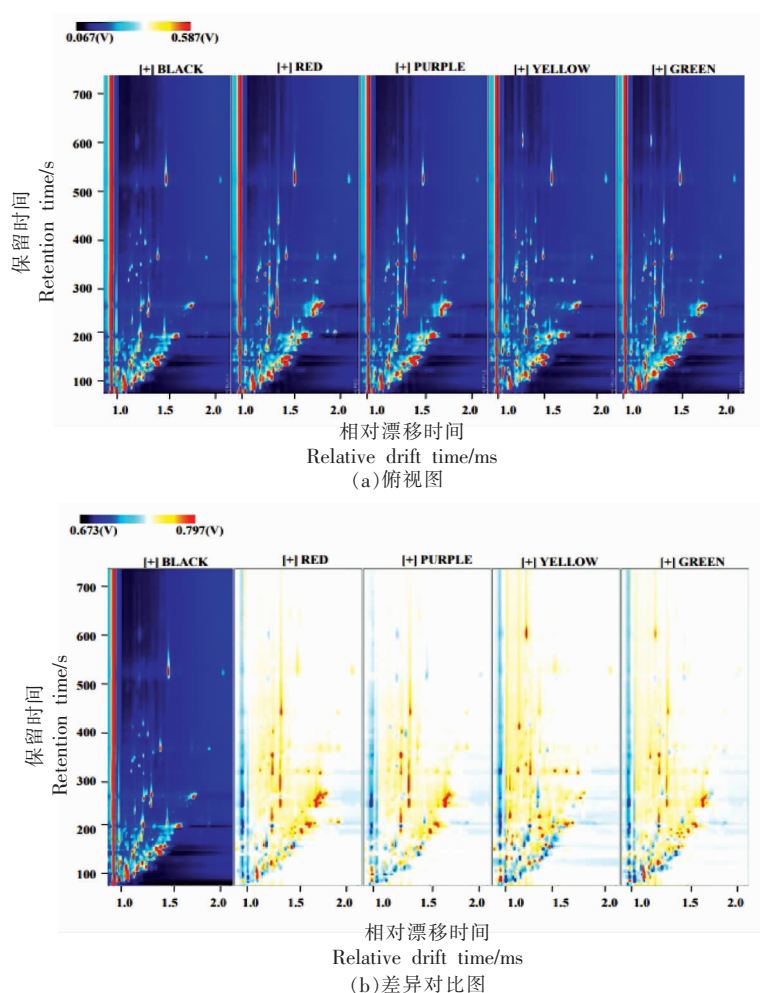 0.067(V) 0.587(V)
[+] BLACK [+] RED [+] PURPLE [+] YELLOW [+] GREEN
700
600
500
400
300
200
100
保留时间
Retention time/s
1.0 1.5 2.0 1.0 1.5 2.0 1.0 1.5 2.0 1.0 1.5 2.0 1.0 1.5 2.0
相对漂移时间
Relative drift time/ms
(a)俯视图
0.673(V) 0.797(V)
[+] BLACK [+] RED [+] PURPLE [+] YELLOW [+] GREEN
700
600
500
400
300
200
100
保留时间
Retention time/s
1.0 1.5 2.0 1.0 1.5 2.0 1.0 1.5 2.0 1.0 1.5 2.0 1.0 1.5 2.0
相对漂移时间
Relative drift time/ms
(b)差异对比图